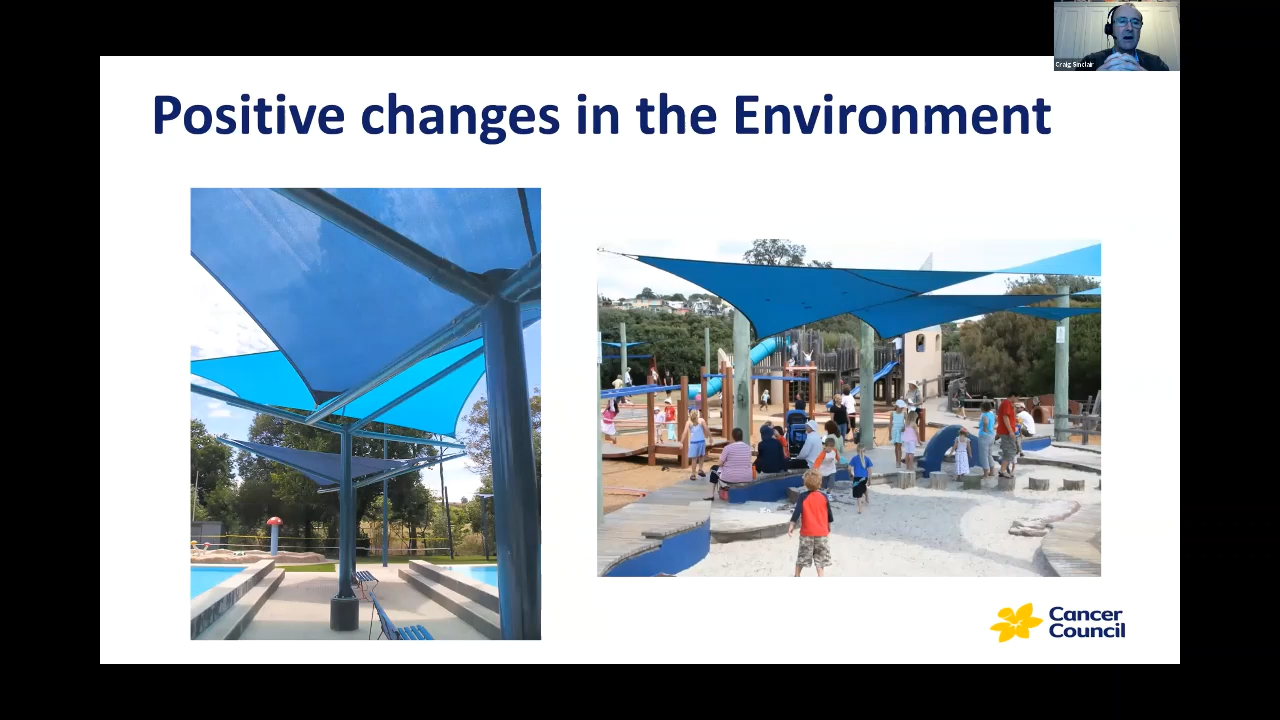 Craig Sinclair
Positive changes in the Environment
Cancer
Council